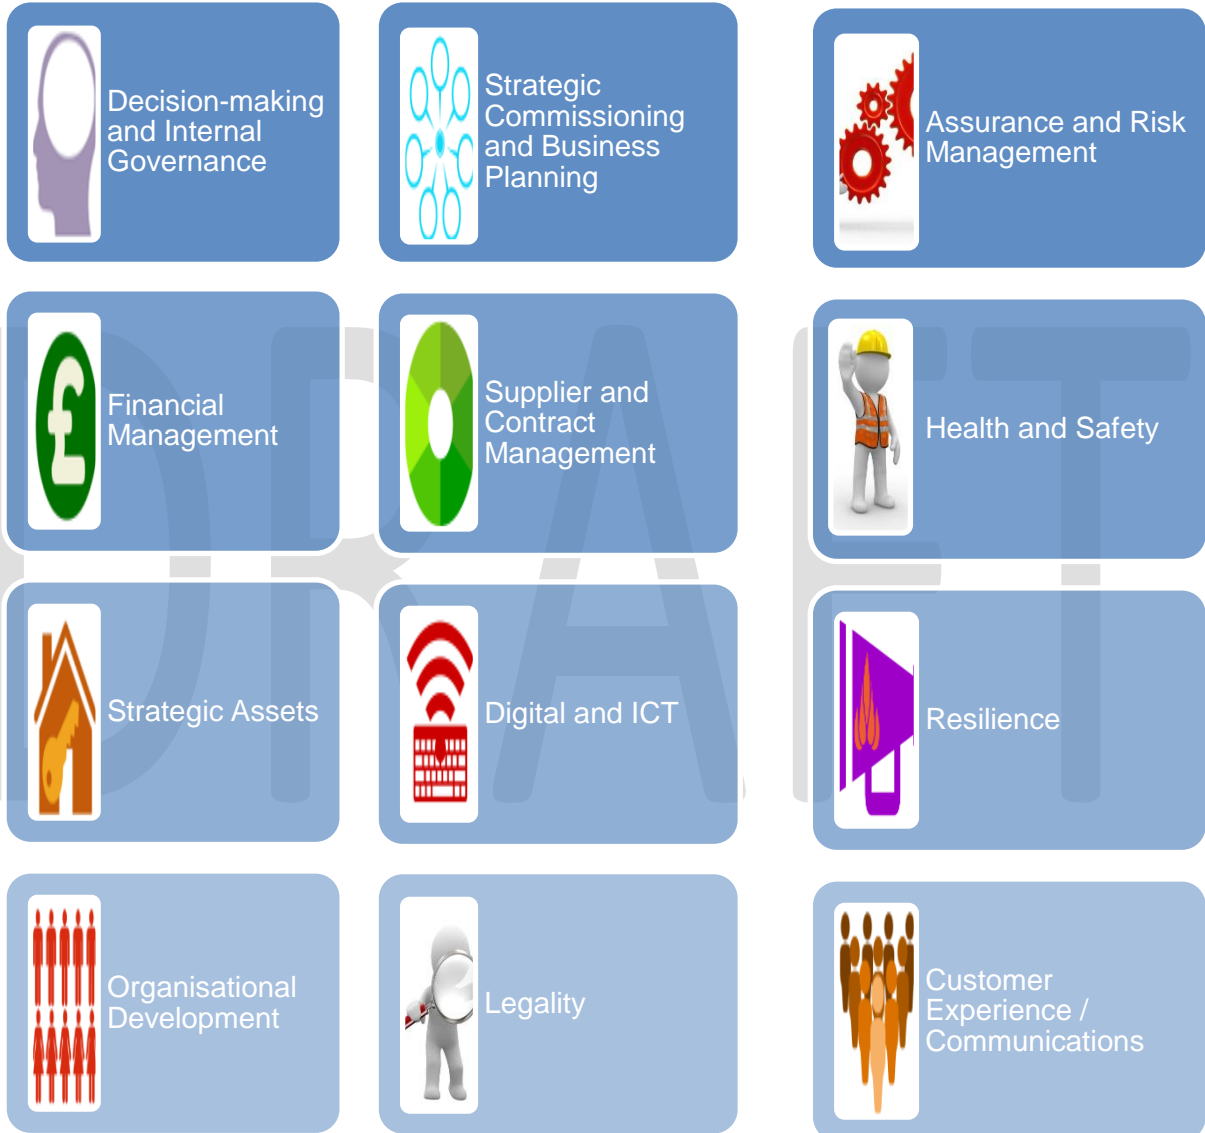 Decision-making
and Internal
Governance
Strategic
Commissioning
and Business
Planning
Assurance and Risk
Management
Financial
Management
Supplier and
Contract
Management
Health and Safety
Strategic Assets
Digital and ICT
Resilience
Organisational
Development
Legality
Customer
Experience /
Communications
DRAFT
£